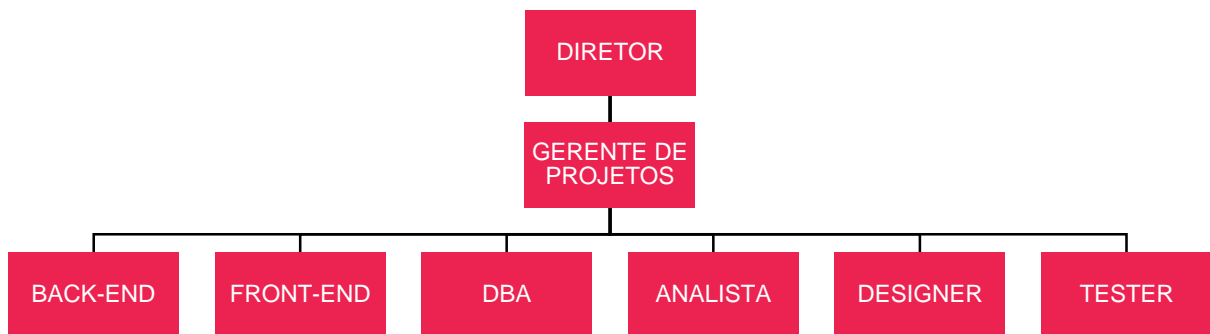 DIRETOR
GERENTE DE
PROJETOS
BACK-END
FRONT-END
DBA
ANALISTA
DESIGNER
TESTER